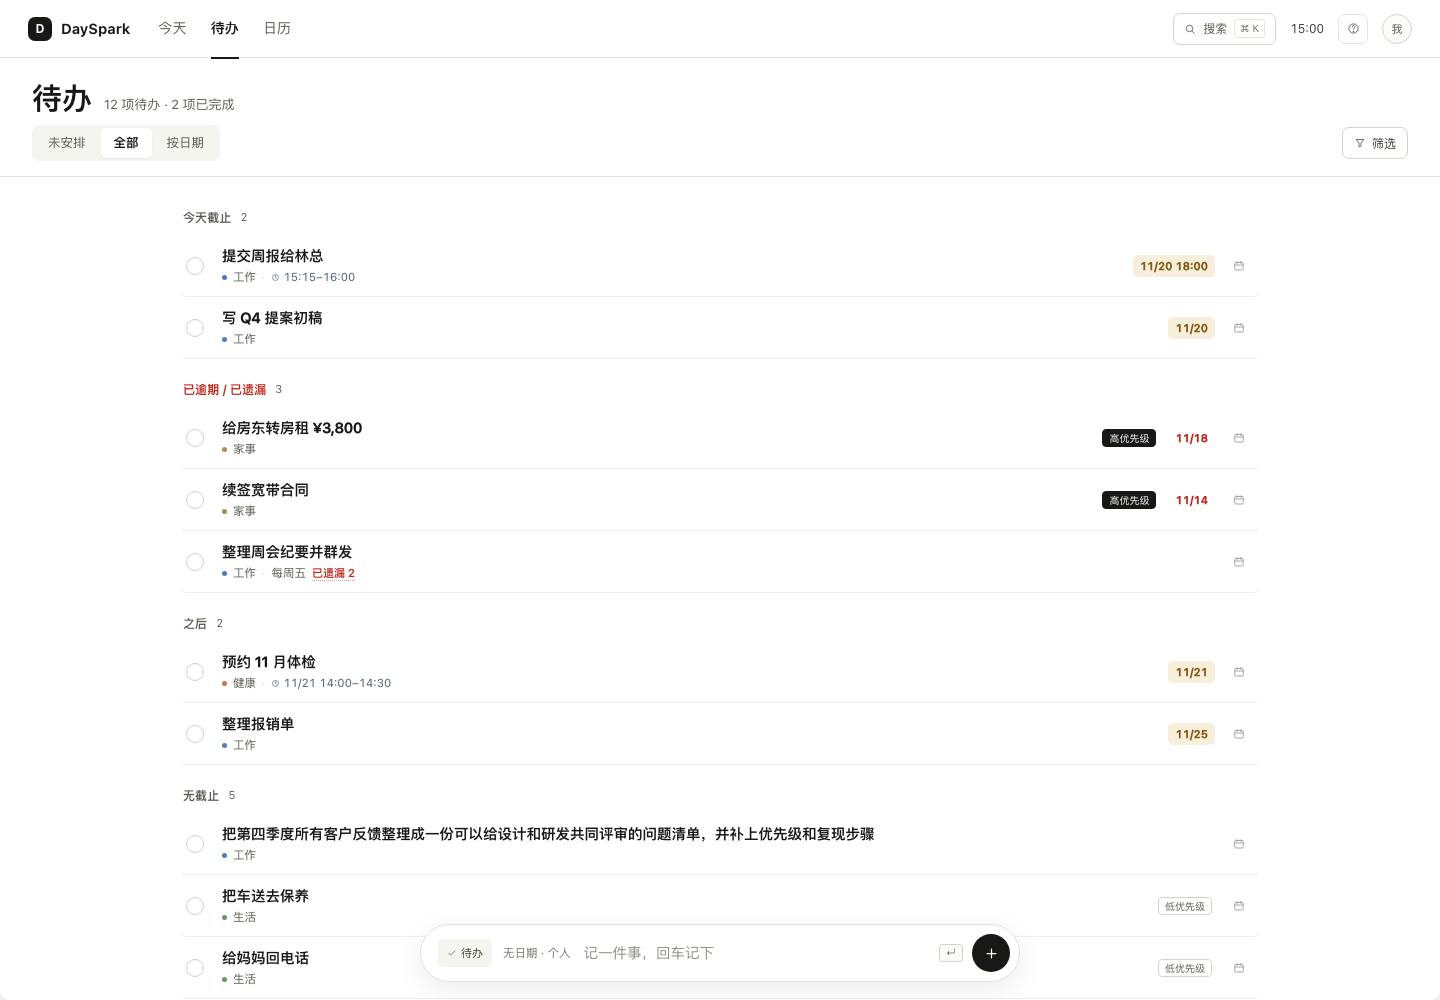 D DaySpark 今天 待办 日历 搜索 ⌘ K 15:00 我
待办 12 项待办 · 2 项已完成
未安排 全部 按日期 筛选
今天截止 2
提交周报给林总
工作 · 15:15–16:00 11/20 18:00
写 Q4 提案初稿
工作 11/20
已逾期 / 已遗漏 3
给房东转房租 ¥3,800
家事 高优先级 11/18
续签宽带合同
家事 高优先级 11/14
整理周会纪要并群发
工作 · 每周五 已遗漏 2
之后 2
预约 11 月体检
健康 · 11/21 14:00–14:30 11/21
整理报销单
工作 11/25
无截止 5
把第四季度所有客户反馈整理成一份可以给设计和研发共同评审的问题清单，并补上优先级和复现步骤
工作
把车送去保养
生活 低优先级
给妈妈回电话
生活 低优先级
待办 无日期 · 个人 记一件事，回车记下